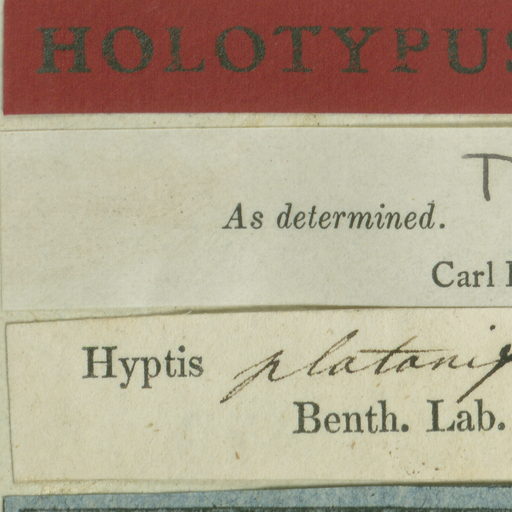 HOLOTYPUS
As determined.
Carl
Hyptis
Benth. Lab.